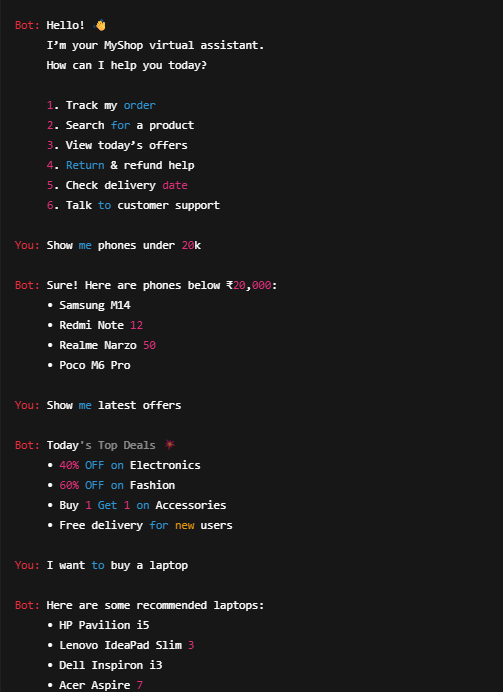 Bot: Hello! 👋
I’m your MyShop virtual assistant.
How can I help you today?
1. Track my order
2. Search for a product
3. View today’s offers
4. Return & refund help
5. Check delivery date
6. Talk to customer support
You: Show me phones under 20k
Bot: Sure! Here are phones below ₹20,000:
• Samsung M14
• Redmi Note 12
• Realme Narzo 50
• Poco M6 Pro
You: Show me latest offers
Bot: Today's Top Deals 💥
• 40% OFF on Electronics
• 60% OFF on Fashion
• Buy 1 Get 1 on Accessories
• Free delivery for new users
You: I want to buy a laptop
Bot: Here are some recommended laptops:
• HP Pavilion i5
• Lenovo IdeaPad Slim 3
• Dell Inspiron i3
• Acer Aspire 7